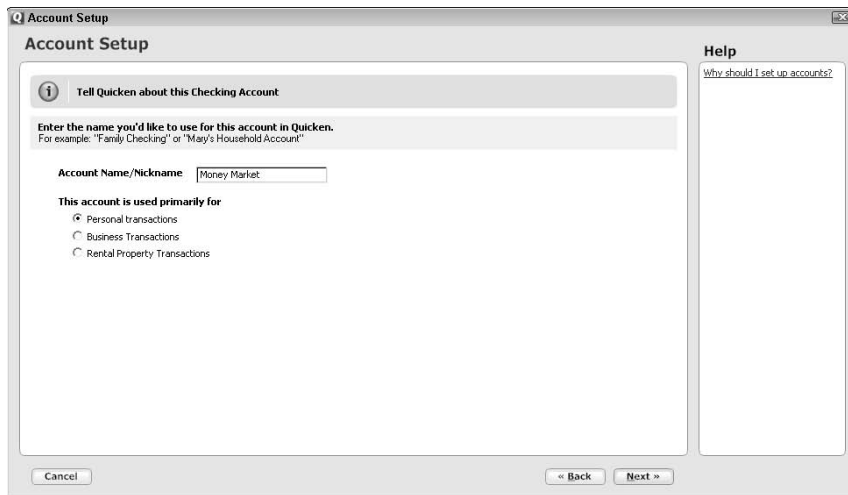 Account Setup
Account Setup
Help
Why should I set up accounts?
Tell Quicken about this Checking Account
Enter the name you'd like to use for this account in Quicken.
For example: "Family Checking" or "Mary's Household Account"
Account Name/Nickname Money Market
This account is used primarily for
Personal transactions
Business Transactions
Rental Property Transactions
Cancel
« Back
Next »